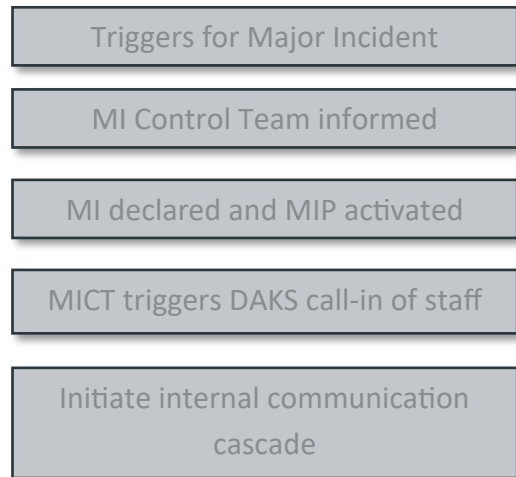 Triggers for Major Incident
MI Control Team informed
MI declared and MIP activated
MICT triggers DAKS call-in of staff
Initiate internal communication
cascade